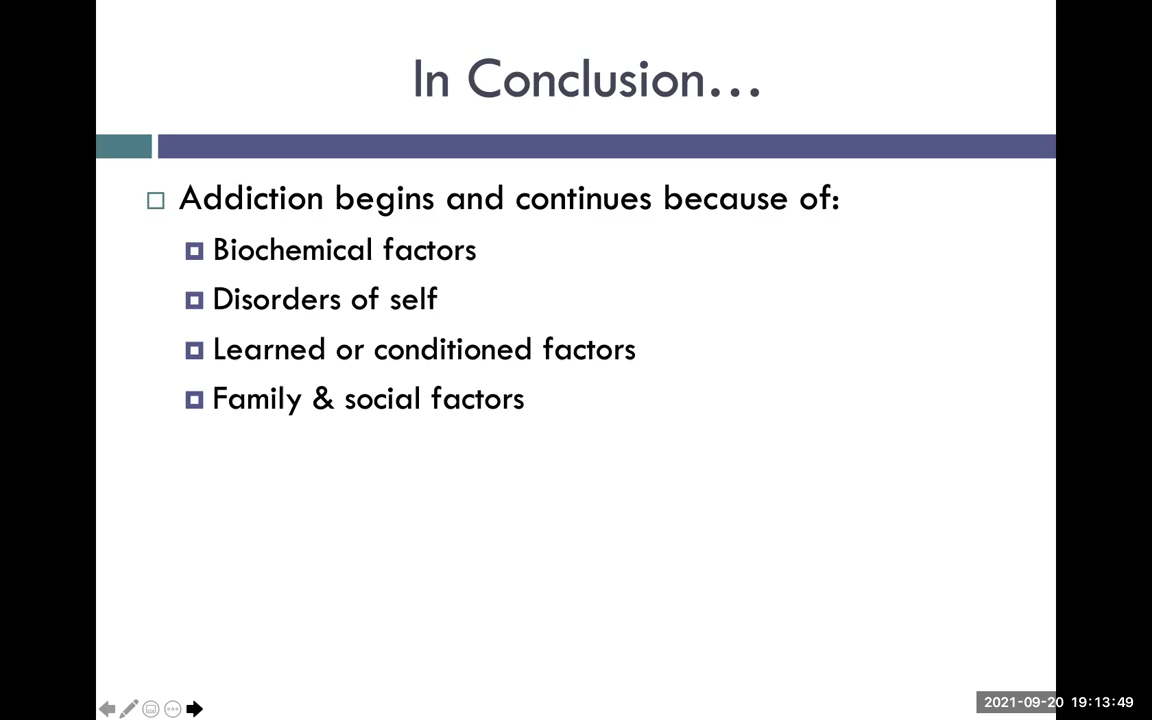 In Conclusion...
Addiction begins and continues because of:
Biochemical factors
Disorders of self
Learned or conditioned factors
Family & social factors
2021-09-20 19:13:49